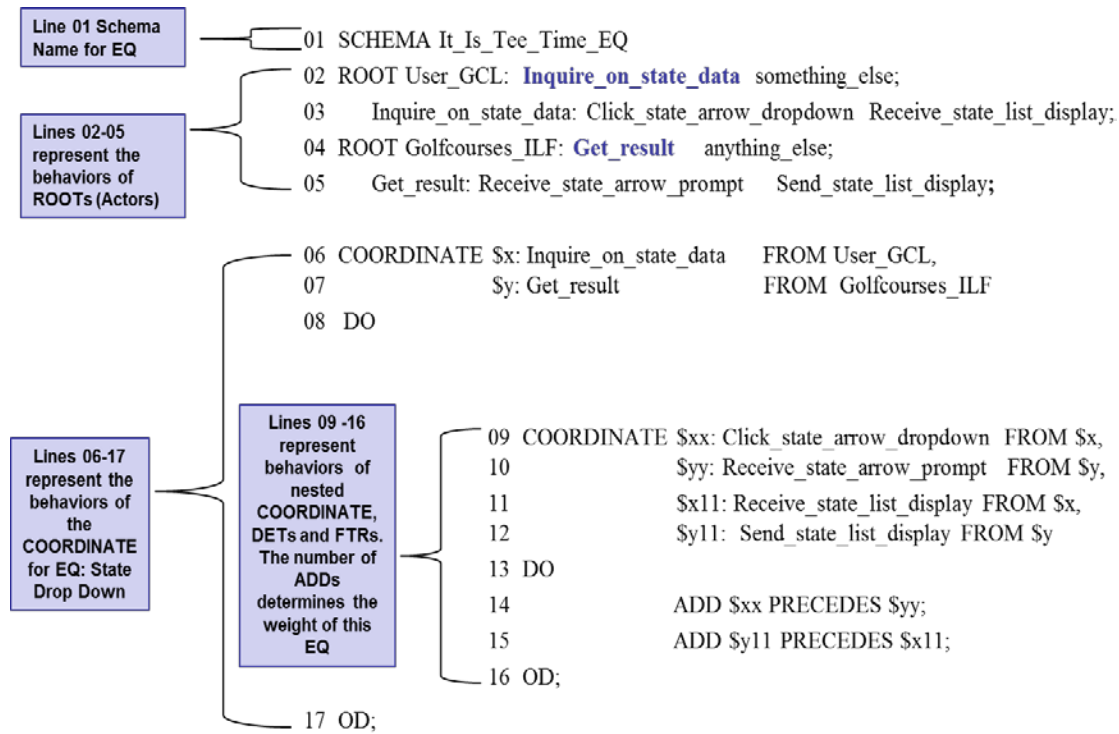 Line 01 Schema
Name for EQ
01 SCHEMA It_Is_Tee_Time_EQ
Lines 02-05
represent the
behaviors of
ROOTs (Actors)
02 ROOT User_GCL: Inquire_on_state_data something_else;
03 Inquire_on_state_data: Click_state_arrow_dropdown Receive_state_list_display;
04 ROOT Golfcourses_ILF: Get_result anything_else;
05 Get_result: Receive_state_arrow_prompt Send_state_list_display;
Lines 06-17
represent the
behaviors of
the
COORDINATE
for EQ: State
Drop Down
06 COORDINATE $x: Inquire_on_state_data FROM User_GCL,
07 $y: Get_result FROM Golfcourses_ILF
08 DO
Lines 09 -16
represent
behaviors of
nested
COORDINATE,
DETs and FTRs.
The number of
ADDs
determines the
weight of this
EQ
09 COORDINATE $xx: Click_state_arrow_dropdown FROM $x,
10 $yy: Receive_state_arrow_prompt FROM $y,
11 $x11: Receive_state_list_display FROM $x,
12 $y11: Send_state_list_display FROM $y
13 DO
14 ADD $xx PRECEDES $yy;
15 ADD $y11 PRECEDES $x11;
16 OD;
17 OD;